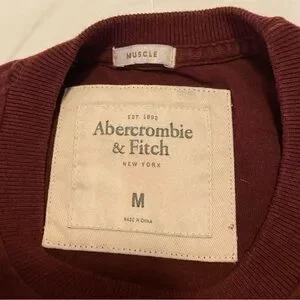 MUSCLE
EST 1892
Abercrombie
& Fitch
NEW YORK
M
MADE IN CHINA